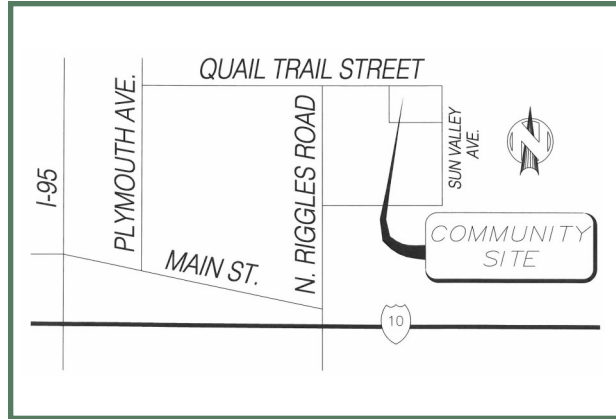 QUAIL TRAIL STREET
I-95
PLYMOUTH AVE.
N. RIGGLES ROAD
SUN VALLEY
AVE.
N
MAIN ST.
COMMUNITY
SITE
10